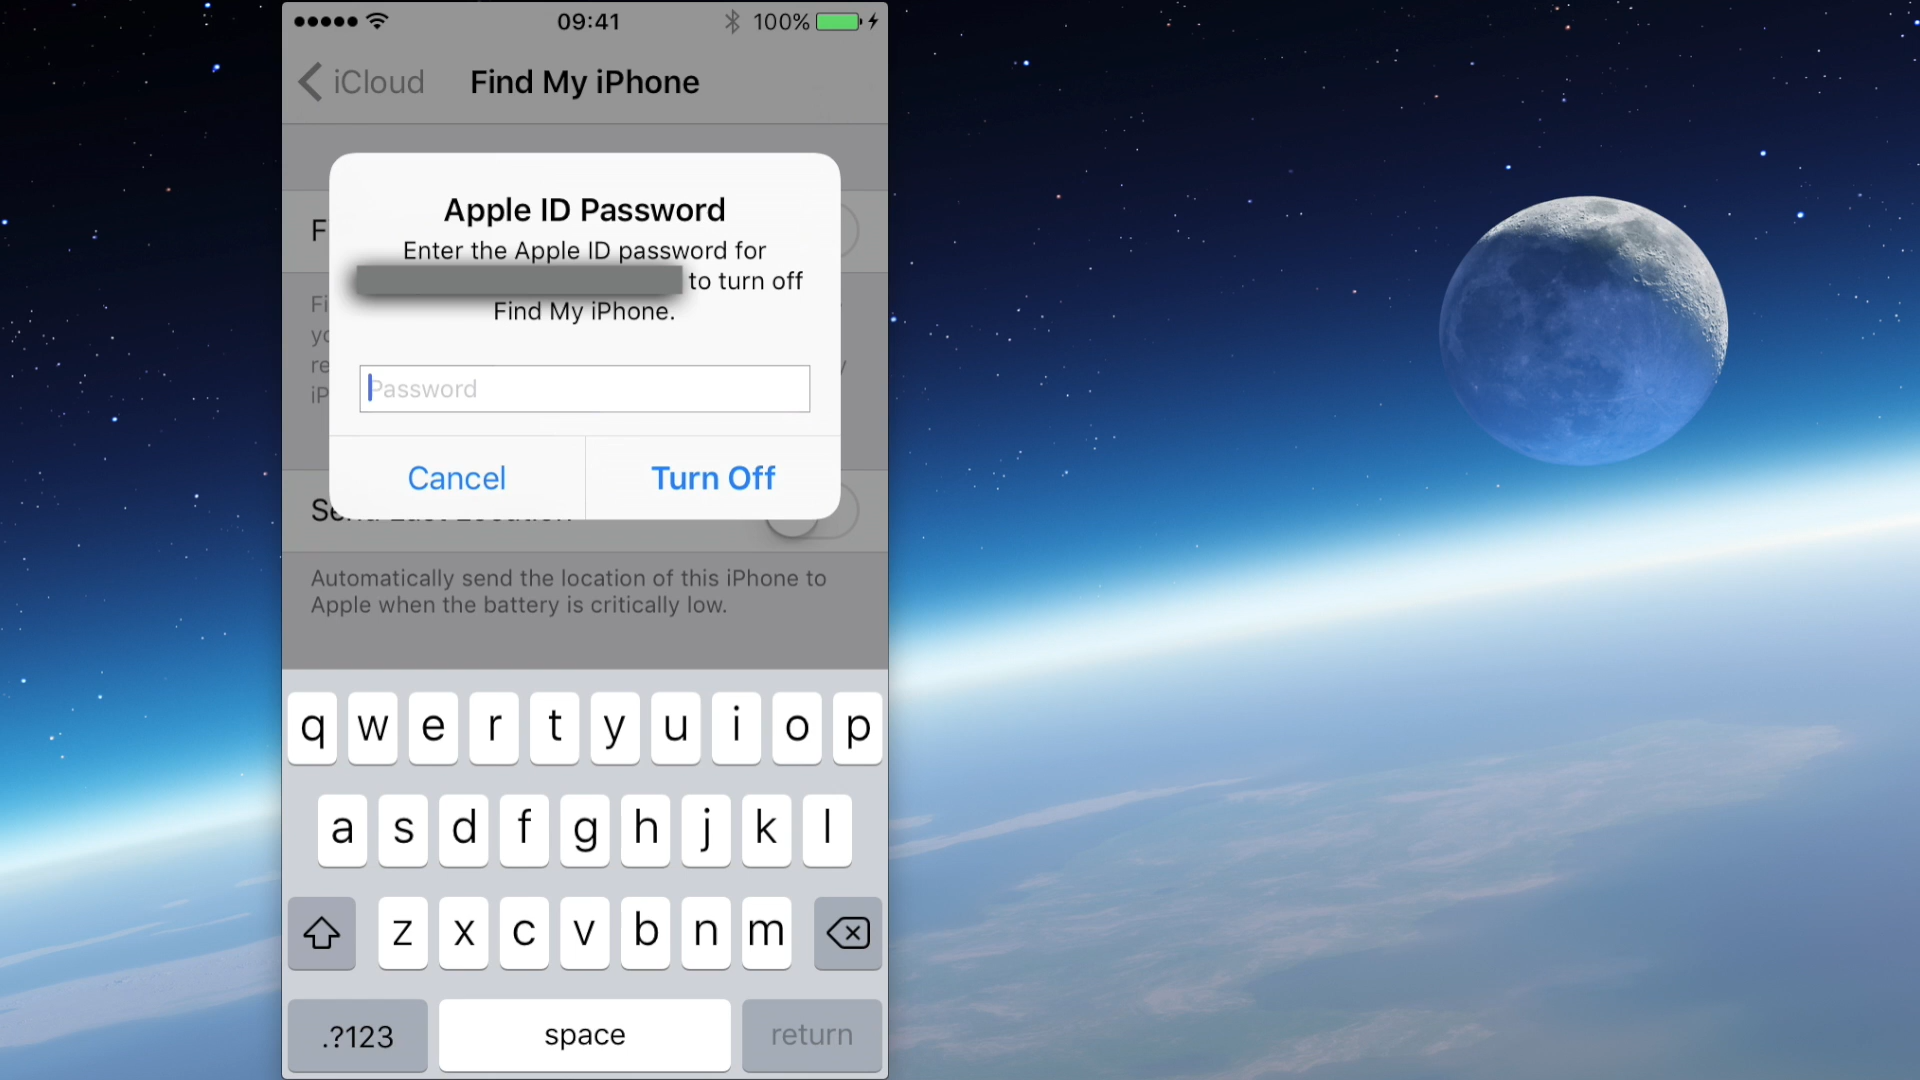 09:41 100%
iCloud Find My iPhone
Apple ID Password
Enter the Apple ID password for
to turn off
Find My iPhone.
Password
Cancel Turn Off
Automatically send the location of this iPhone to
Apple when the battery is critically low.
q w e r t y u i o p
a s d f g h j k l
z x c v b n m
.?123 space return